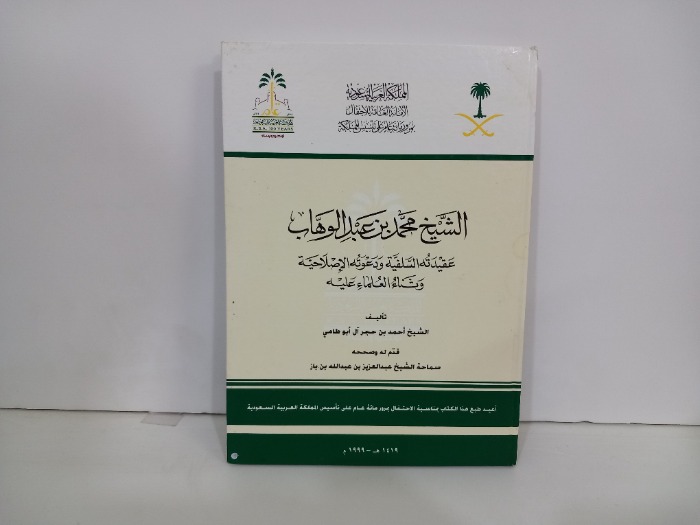 المملكة العربية السعودية
الأمانة العامة للاحتفال
بمرور مائة عام على تأسيس المملكة
K.S.A. 100 YEARS
الشيخ محمد بن عبد الوهاب
عقيدته السلفية ودعوته الإصلاحية
وثناء العلماء عليه
تأليف
الشيخ أحمد بن حجر آل أبو طامي
قدم له وصححه
سماحة الشيخ عبدالعزيز بن عبدالله بن باز
أعيد طبع هذا الكتاب بمناسبة الاحتفال بمرور مائة عام على تأسيس المملكة العربية السعودية
١٤١٩ هـ - ١٩٩٩ م